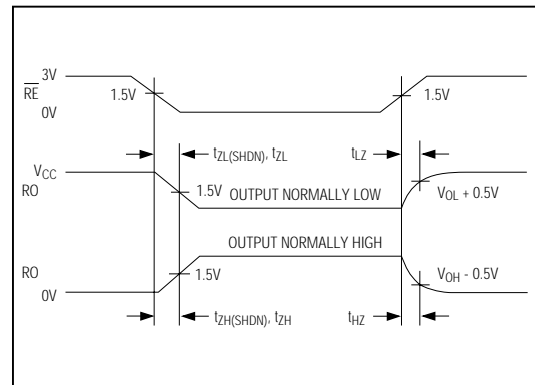 3V
RE
0V
1.5V
1.5V
tZL(SHDN), tZL
tLZ
VCC
RO
1.5V
OUTPUT NORMALLY LOW
VOL + 0.5V
OUTPUT NORMALLY HIGH
RO
0V
1.5V
VOH - 0.5V
tZH(SHDN), tZH
tHZ